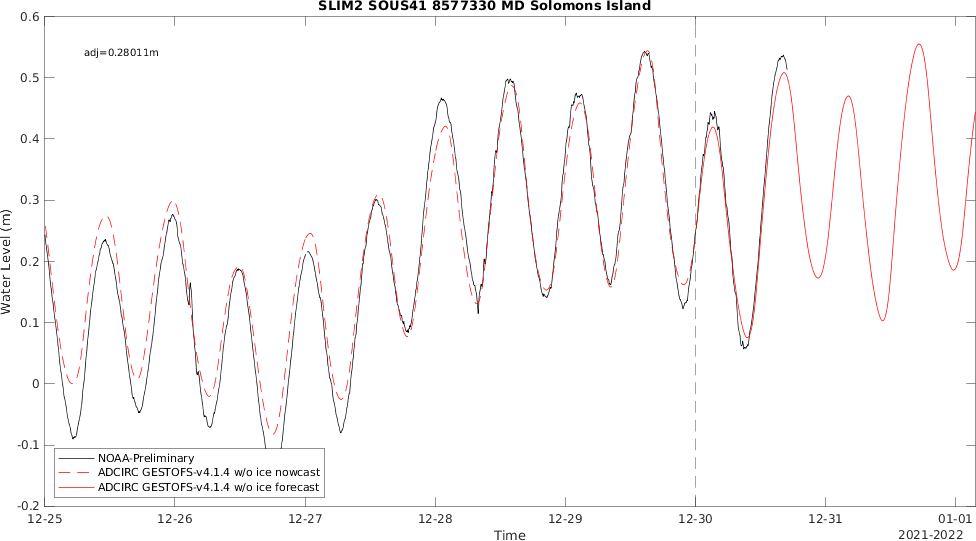 SLIM2 SOUS41 8577330 MD Solomons Island
adj=0.28011m
0.6
0.5
0.4
0.3
0.2
0.1
0
-0.1
-0.2
Water Level (m)
NOAA-Preliminary
ADCIRC GESTOFS-v4.1.4 w/o ice nowcast
ADCIRC GESTOFS-v4.1.4 w/o ice forecast
12-25 12-26 12-27 12-28 12-29 12-30 12-31 01-01
Time
2021-2022